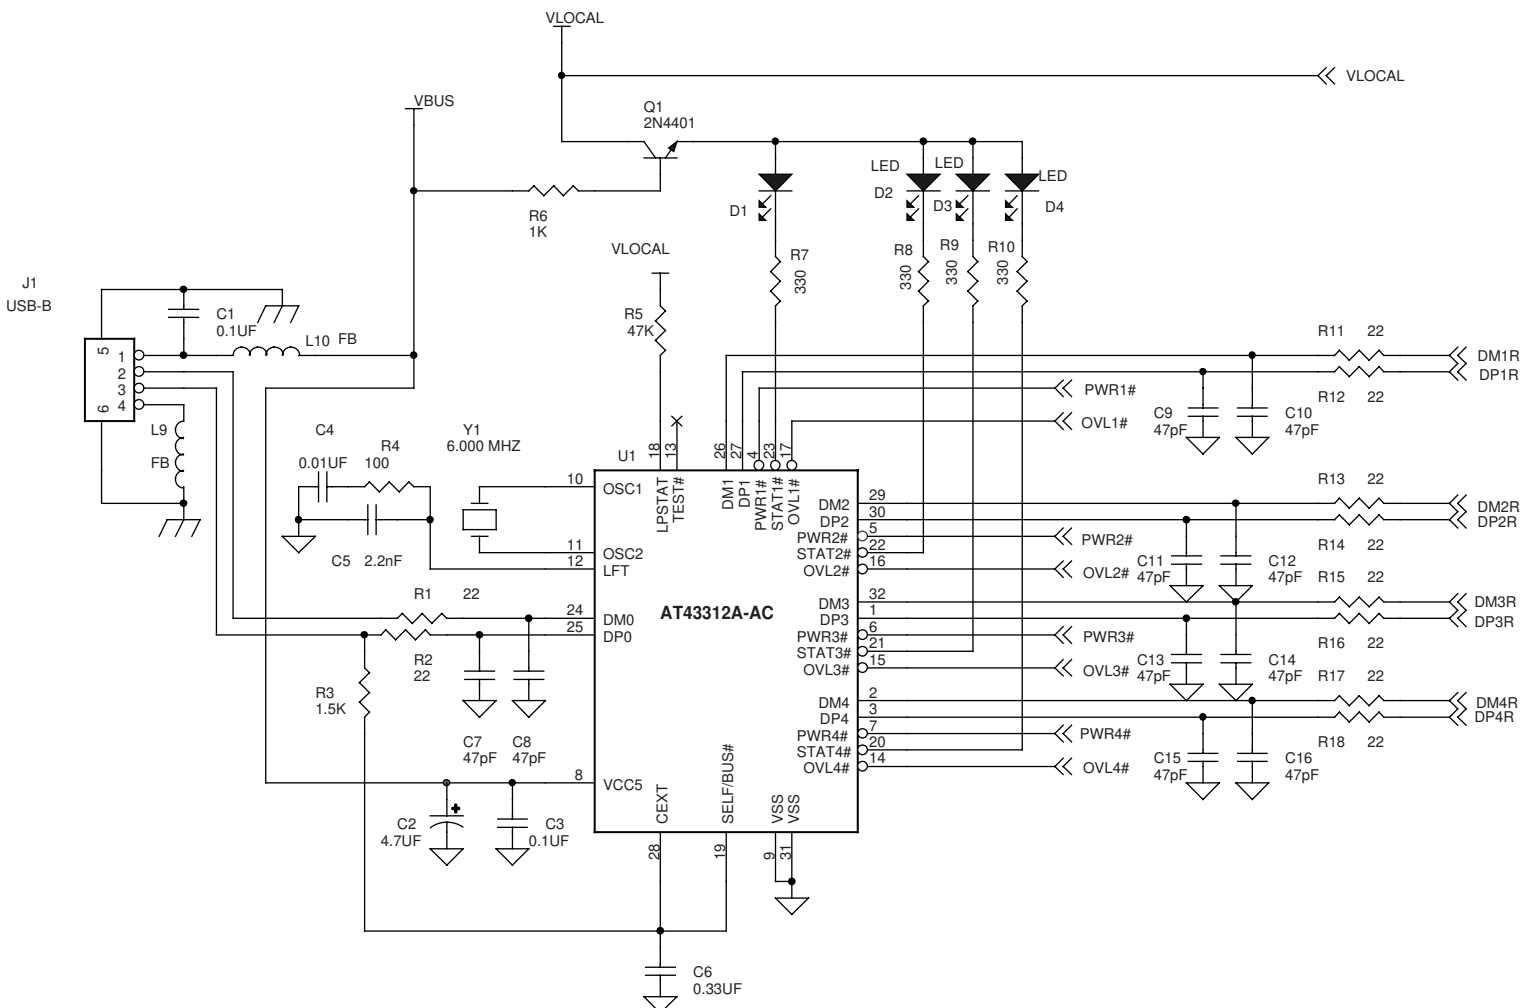 VLOCAL
VLOCAL
VBUS
Q1
2N4401
LED
LED
LED
D1
D2
D3
D4
R6
1K
VLOCAL
R7
330
R8
330
R9
330
R10
330
J1
USB-B
C1
0.1UF
L10 FB
R5
47K
5
1
2
3
4
6
L9
FB
R11 22
DM1R
DP1R
R12 22
PWR1#
OVL1#
C9
47pF
C10
47pF
C4
0.01UF
R4
100
Y1
6.000 MHZ
U1
18
13
26
27
4
23
17
LPSTAT
TEST#
DM1
DP1
PWR1#
STAT1#
OVL1#
10
OSC1
11
OSC2
12
LFT
C5 2.2nF
R1 22
24
DM0
25
DP0
R2
22
R3
1.5K
C7
47pF
C8
47pF
8
VCC5
AT43312A-AC
DM2
29
DP2
30
PWR2#
5
STAT2#
22
OVL2#
16
R13 22
DM2R
DP2R
R14 22
PWR2#
OVL2#
C11
47pF
C12
47pF
R15 22
DM3
32
DP3
1
PWR3#
6
STAT3#
21
OVL3#
15
DM3R
DP3R
R16 22
PWR3#
OVL3#
C13
47pF
C14
47pF
R17 22
DM4
2
DP4
3
PWR4#
7
STAT4#
20
OVL4#
14
DM4R
DP4R
R18 22
PWR4#
OVL4#
C15
47pF
C16
47pF
CEXT
SELF/BUS#
VSS
VSS
28
19
9
31
+
C2
4.7UF
C3
0.1UF
C6
0.33UF